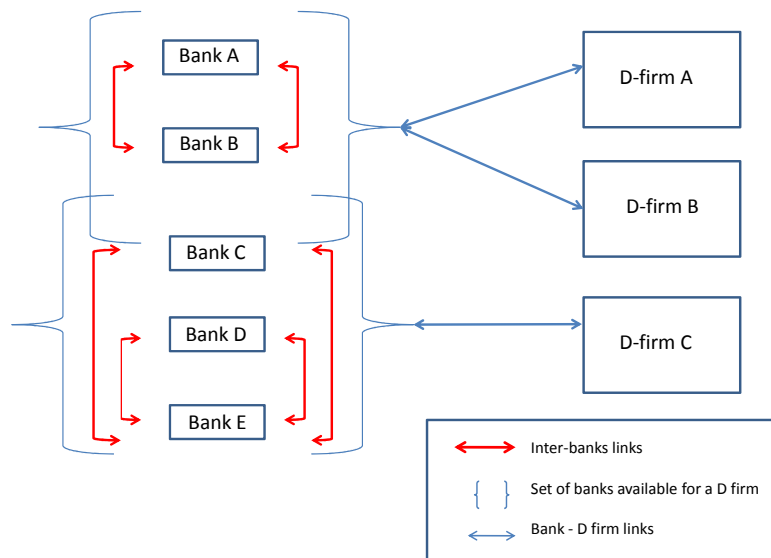 Bank A
Bank B
Bank C
Bank D
Bank E
D-firm A
D-firm B
D-firm C
Inter-banks links
Set of banks available for a D firm
Bank - D firm links